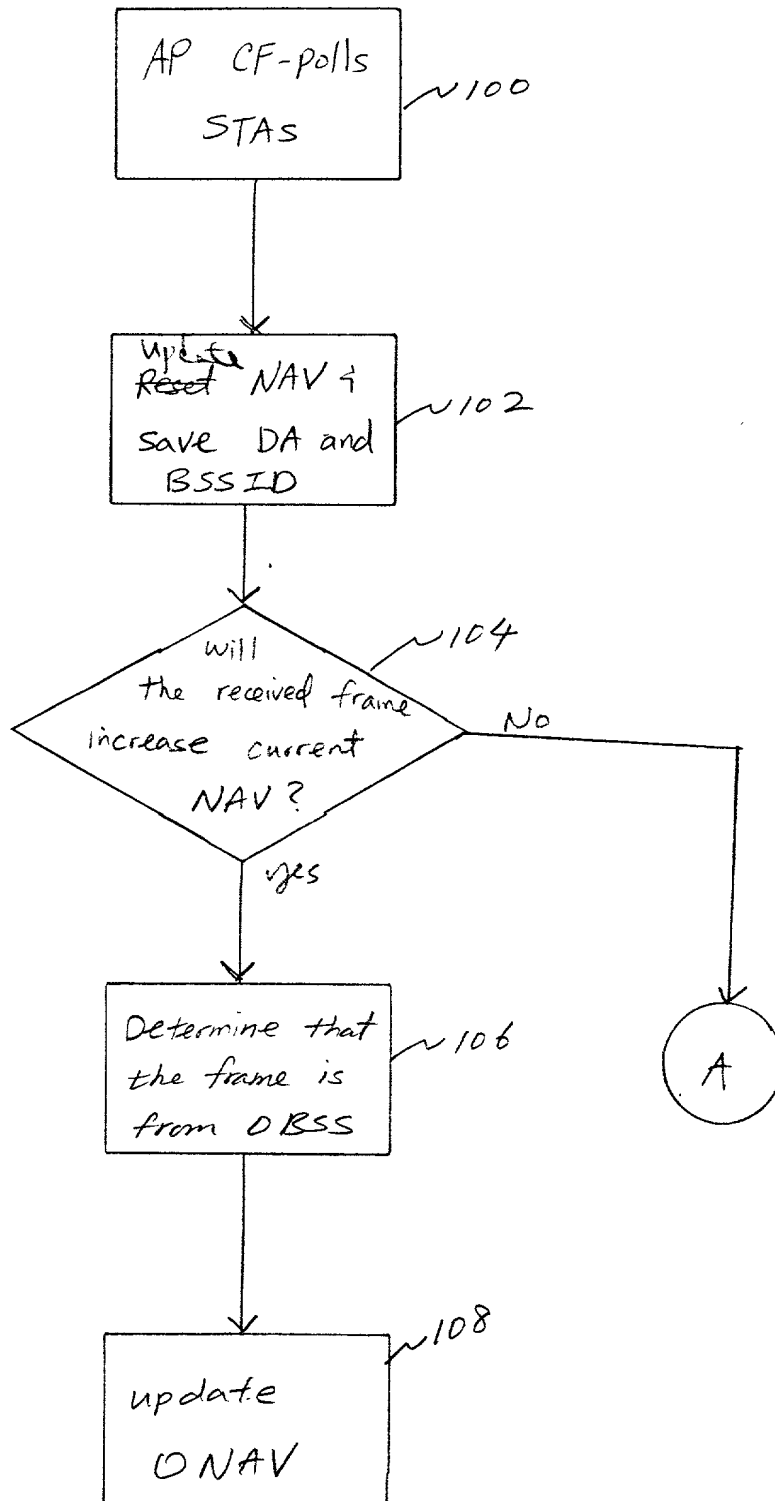 AP CF-polls
STAs
100
Update
Reset NAV &
save DA and
BSSID
102
will
the received frame
increase current
NAV?
104
No
yes
Determine that
the frame is
from OBSS
106
A
update
ONAV
108